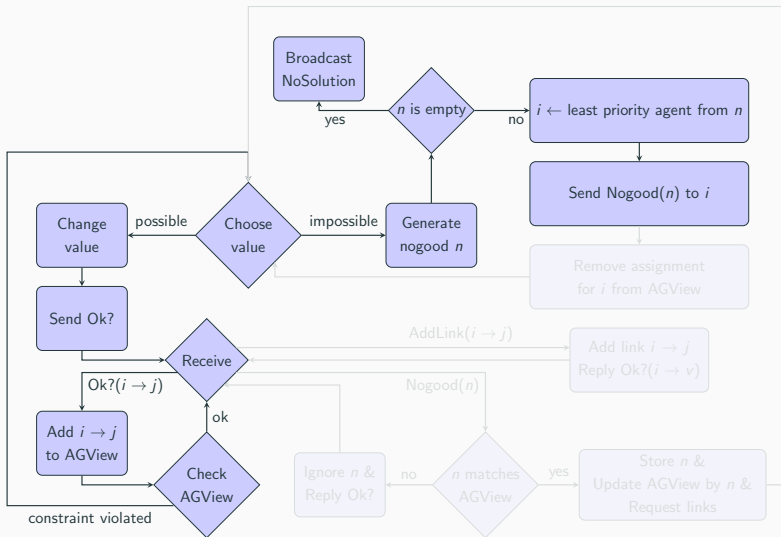 Broadcast
NoSolution
n is empty
i ← least priority agent from n
yes
no
Send Nogood(n) to i
Change
value
possible
Choose
value
impossible
Generate
nogood n
Remove assignment
for i from AGView
Send Ok?
Receive
AddLink(i → j)
Add link i → j
Reply Ok?(i → v)
Ok?(i → j)
Nogood(n)
ok
Add i → j
to AGView
Check
AGView
Ignore n &
Reply Ok?
no
n matches
AGView
yes
Store n &
Update AGView by n &
Request links
constraint violated